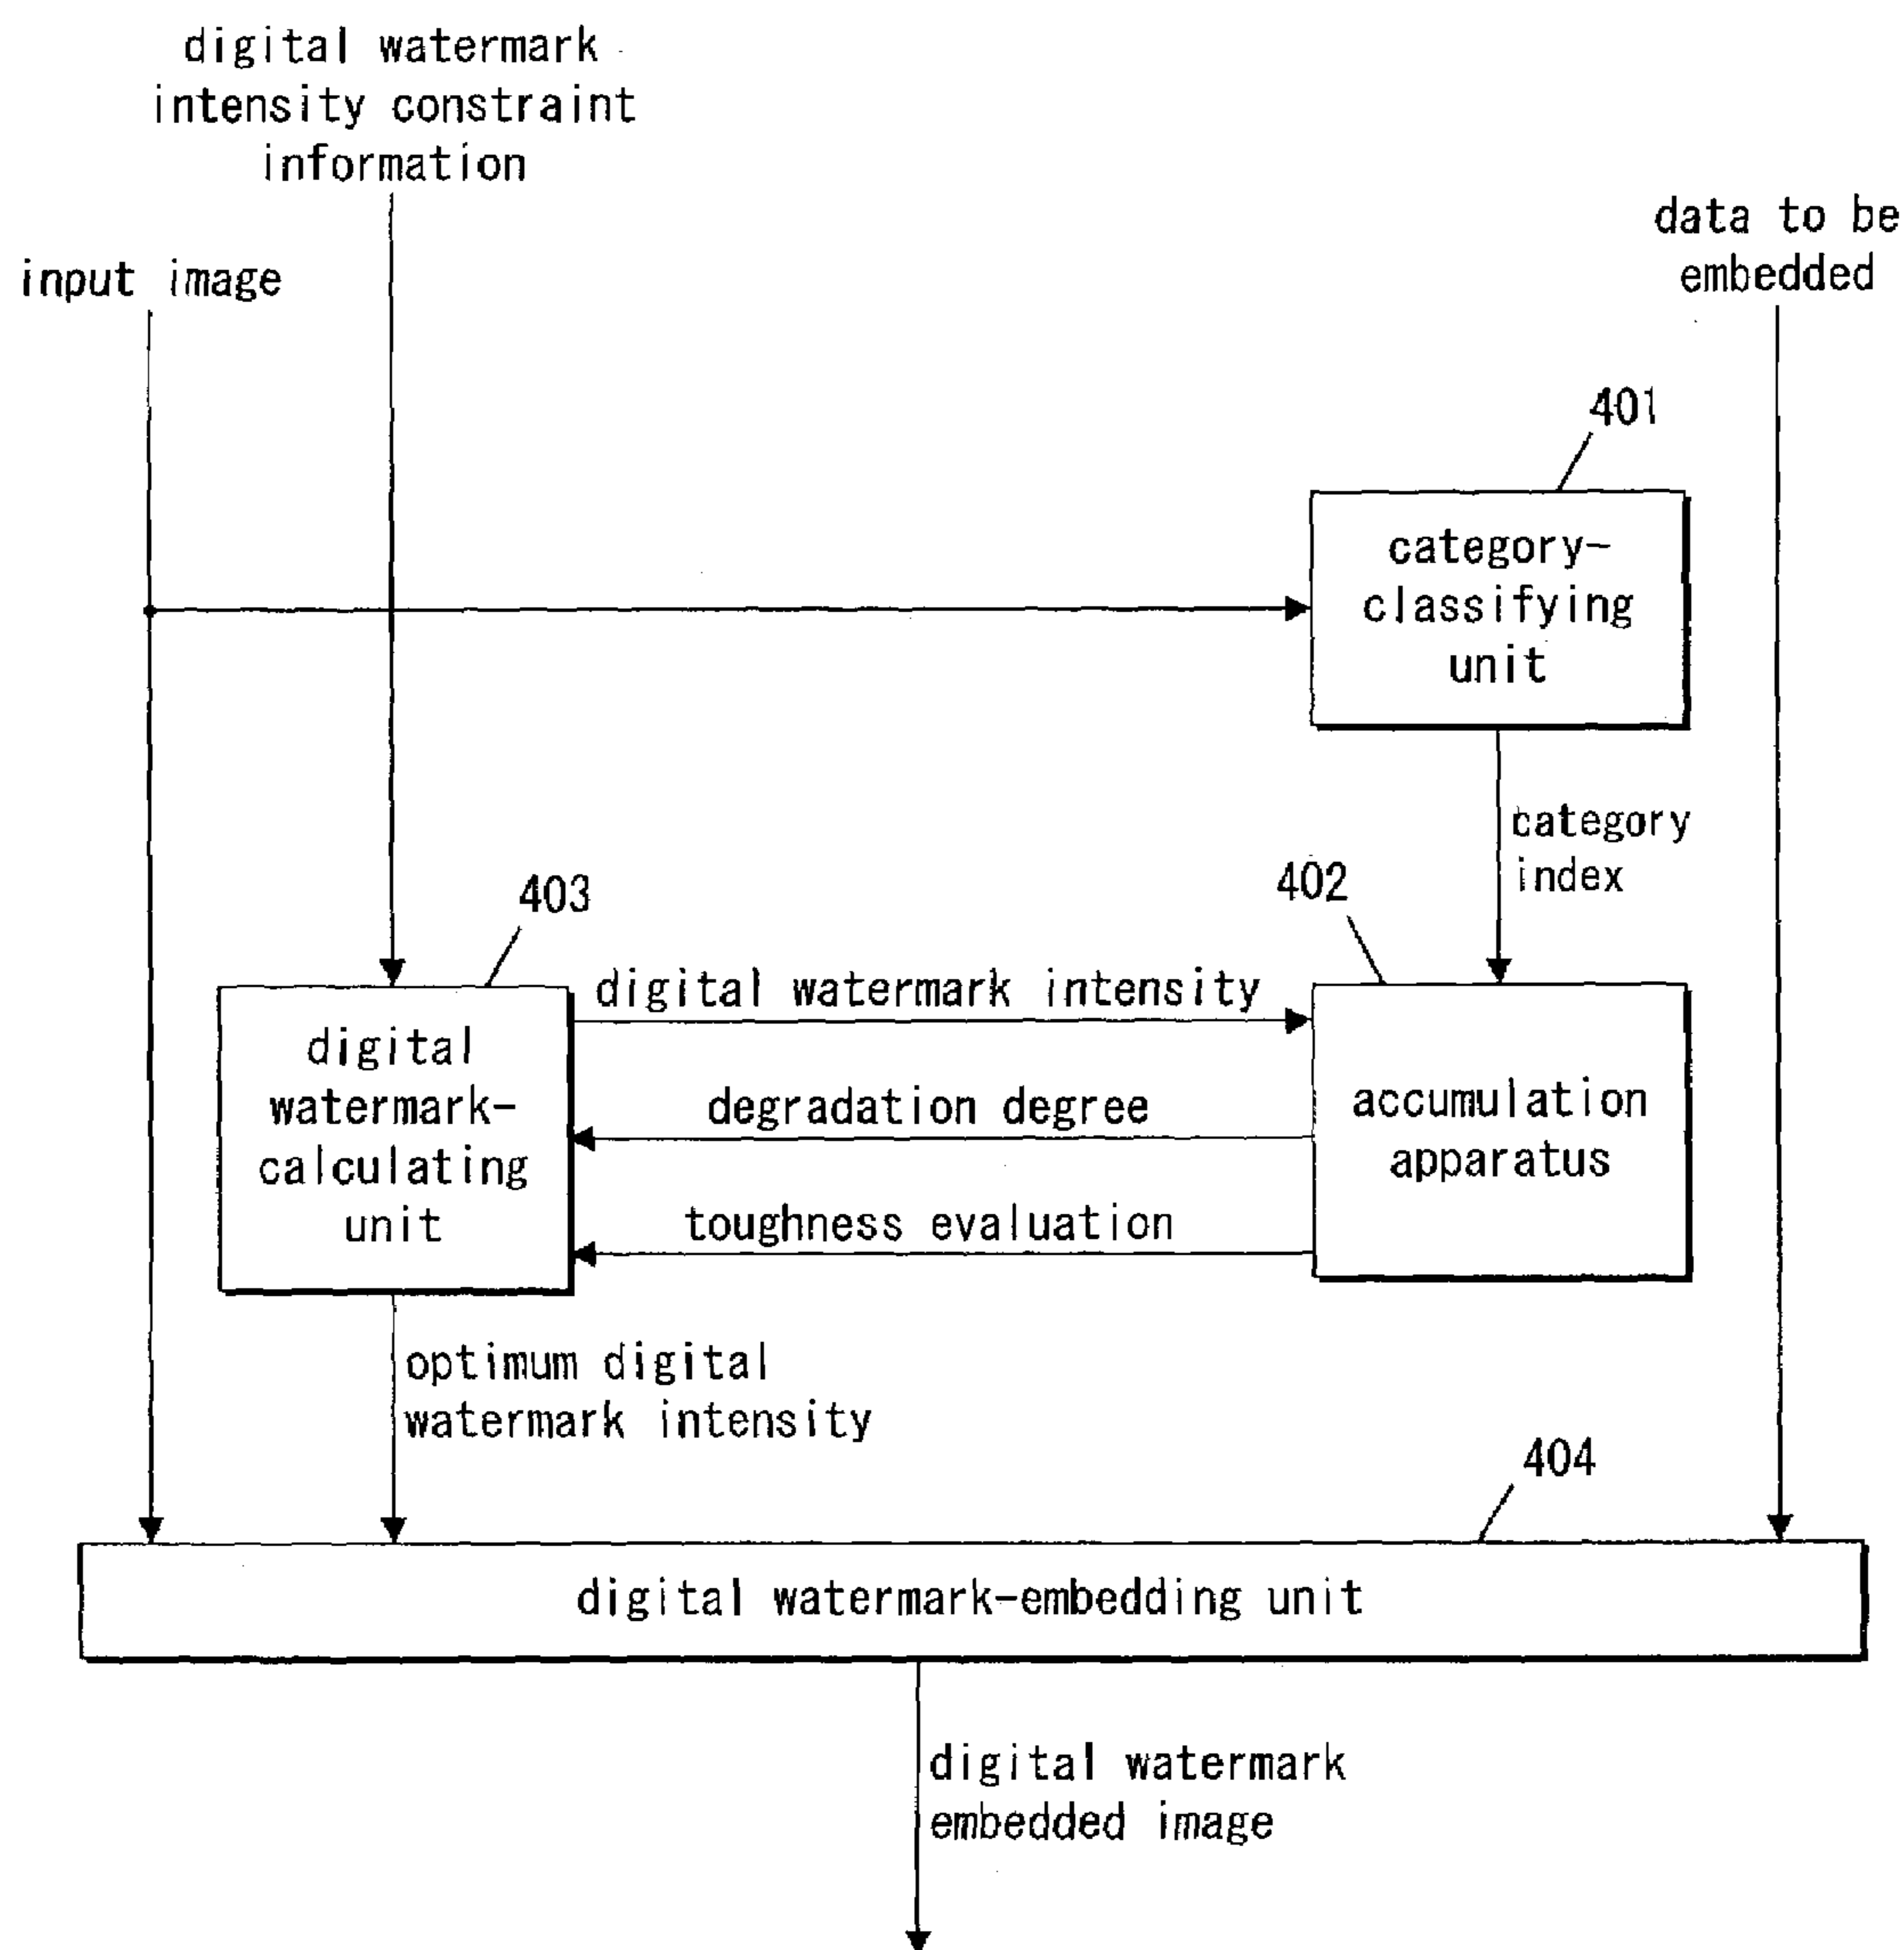 digital watermark
intensity constraint
information
data to be
embedded
input image
401
category-
classifying
unit
category
index
402
403
digital watermark intensity
digital
watermark-
calculating
unit
degradation degree
accumulation
apparatus
toughness evaluation
optimum digital
watermark intensity
404
digital watermark-embedding unit
digital watermark
embedded image